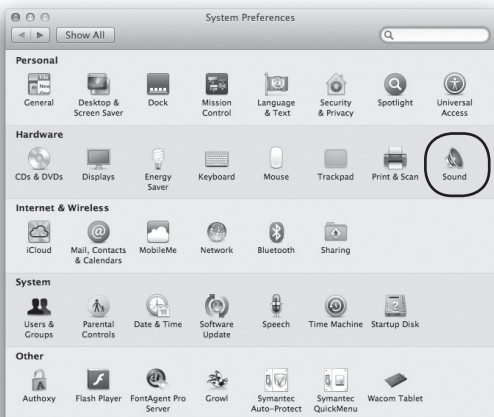 System Preferences
Show All
Personal
General
Desktop & Screen Saver
Dock
Mission Control
Language & Text
Security & Privacy
Spotlight
Universal Access
Hardware
CDs & DVDs
Displays
Energy Saver
Keyboard
Mouse
Trackpad
Print & Scan
Sound
Internet & Wireless
iCloud
Mail, Contacts & Calendars
MobileMe
Network
Bluetooth
Sharing
System
Users & Groups
Parental Controls
Date & Time
Software Update
Speech
Time Machine
Startup Disk
Other
Authoxy
Flash Player
FontAgent Pro Server
Growl
Symantec Auto-Protect
Symantec QuickMenu
Wacom Tablet